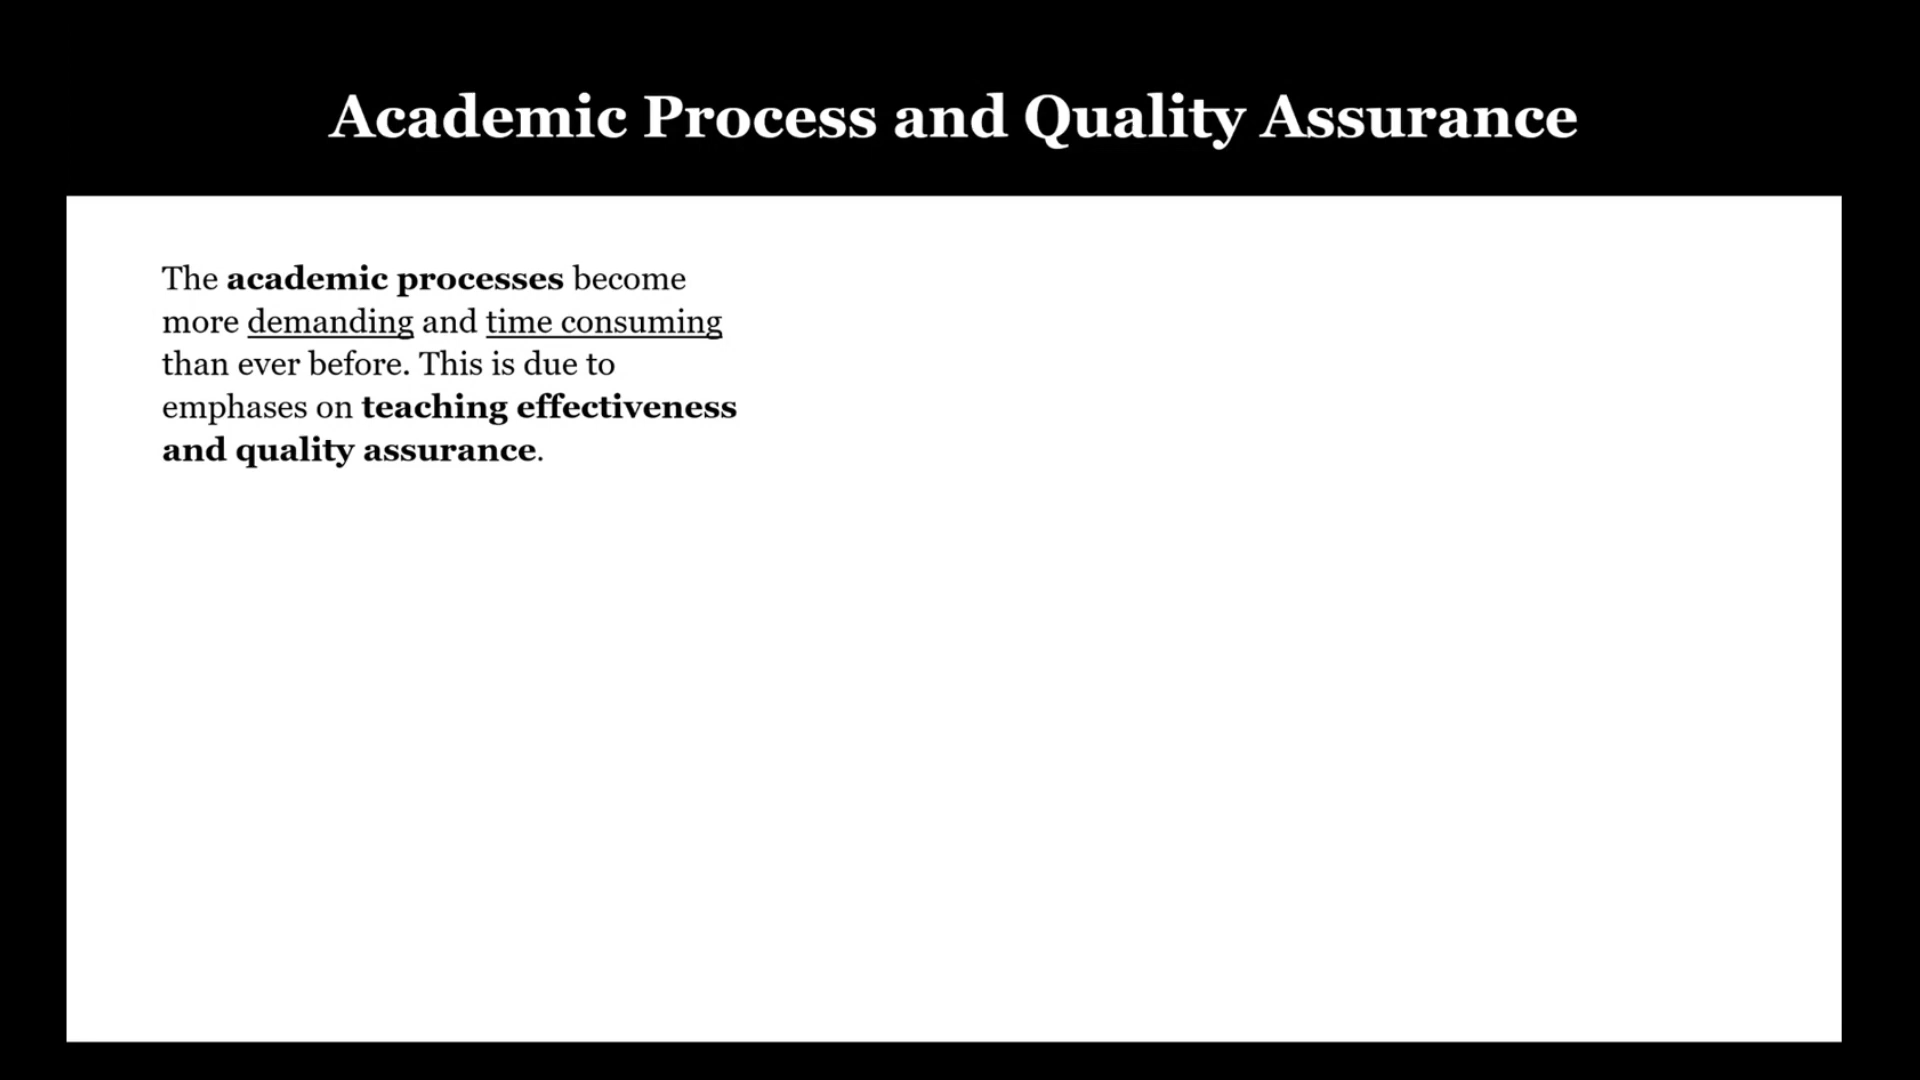 Academic Process and Quality Assurance
The academic processes become
more demanding and time consuming
than ever before. This is due to
emphases on teaching effectiveness
and quality assurance.